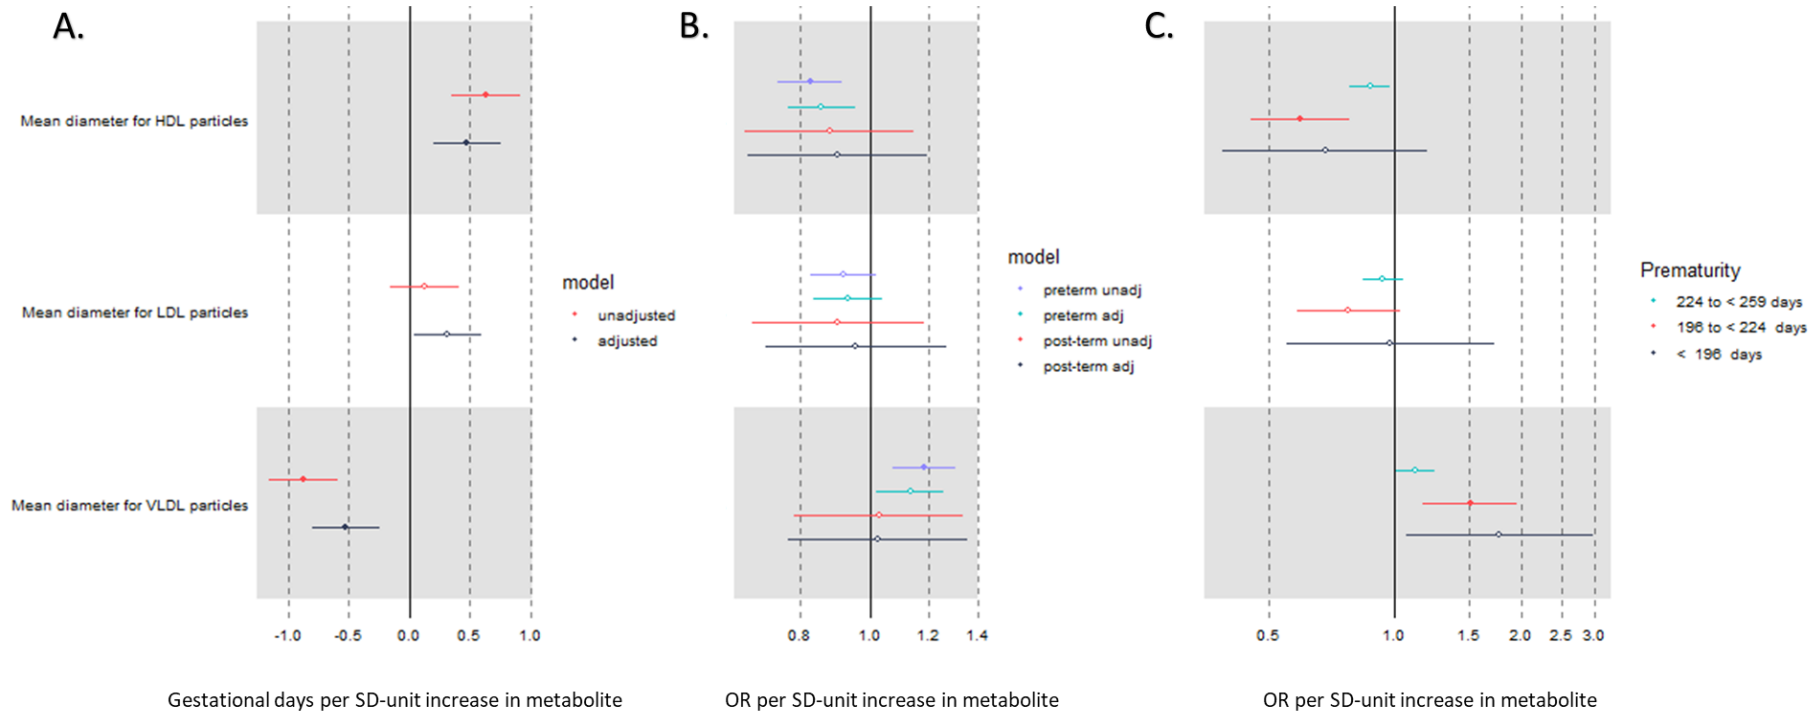 A.
B.
C.
Mean diameter for HDL particles
Mean diameter for LDL particles
Mean diameter for VLDL particles
model
unadjusted
adjusted
model
preterm unadj
preterm adj
post-term unadj
post-term adj
Prematurity
224 to < 259 days
196 to < 224 days
< 196 days
-1.0 -0.5 0.0 0.5 1.0
0.8 1.0 1.2 1.4
0.5 1.0 1.5 2.0 2.5 3.0
Gestational days per SD-unit increase in metabolite
OR per SD-unit increase in metabolite
OR per SD-unit increase in metabolite